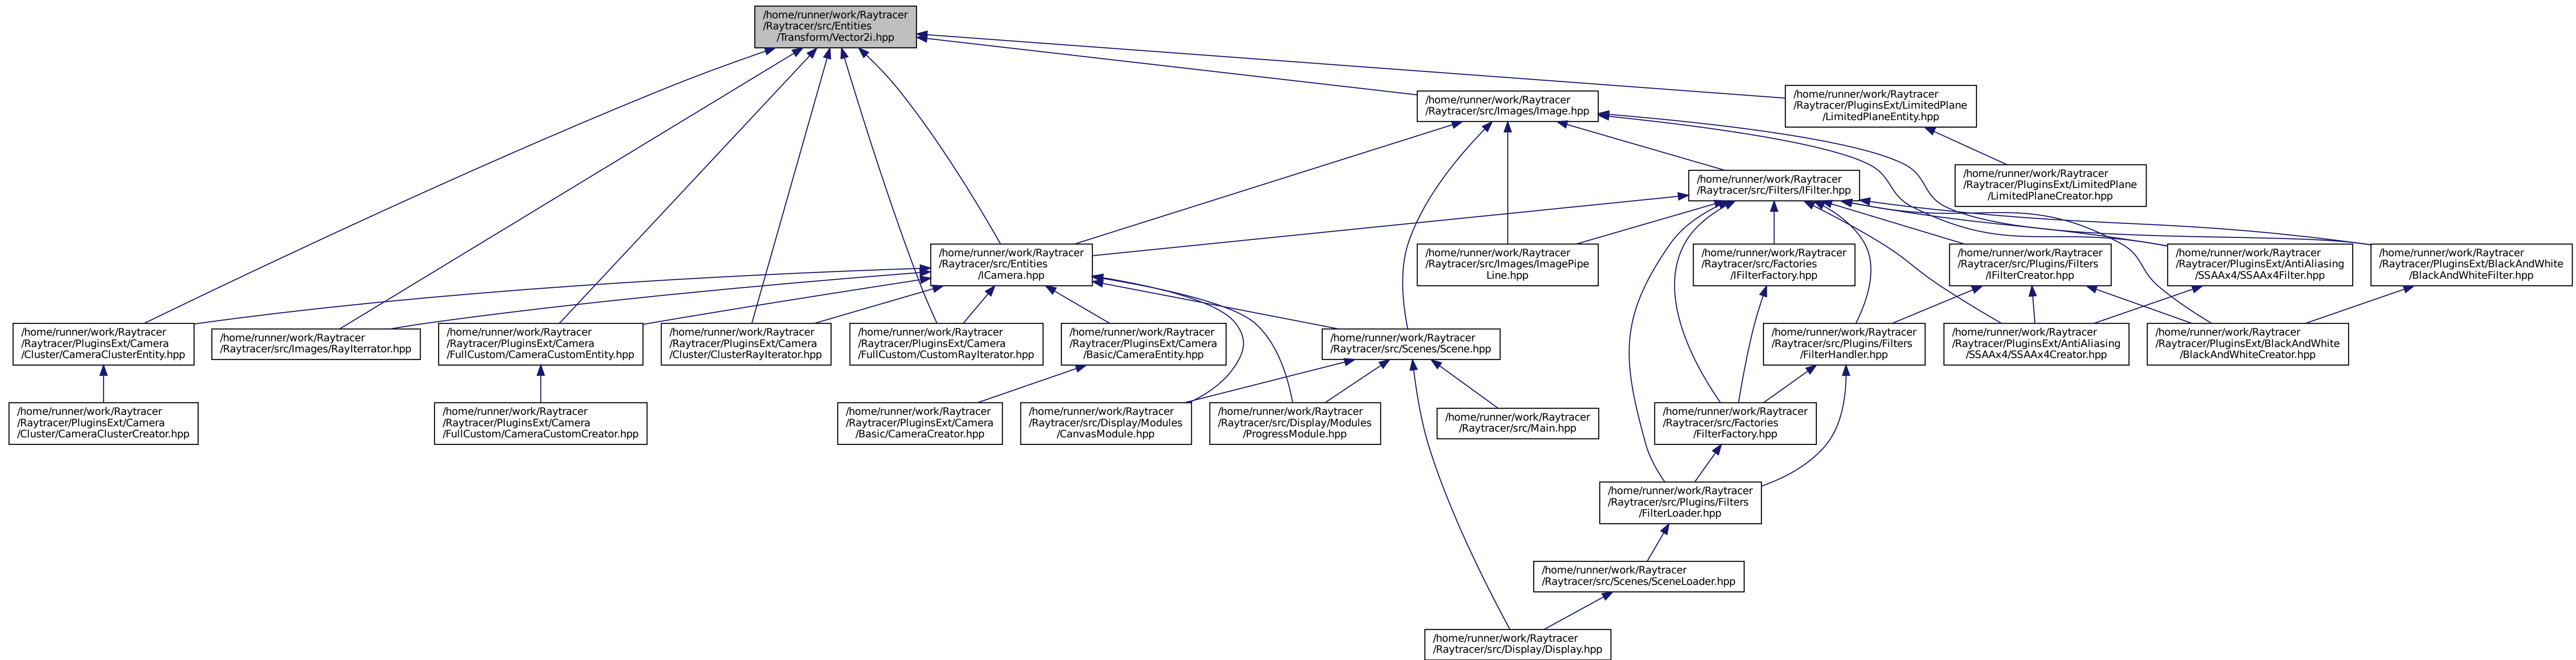 /home/runner/work/Raytracer
/Raytracer/src/Entities
/Transform/Vector2i.hpp
/home/runner/work/Raytracer
/Raytracer/src/Images/Image.hpp
/home/runner/work/Raytracer
/Raytracer/PluginsExt/LimitedPlane
/LimitedPlaneEntity.hpp
/home/runner/work/Raytracer
/Raytracer/src/Filters/IFilter.hpp
/home/runner/work/Raytracer
/Raytracer/PluginsExt/LimitedPlane
/LimitedPlaneCreator.hpp
/home/runner/work/Raytracer
/Raytracer/src/Entities
/ICamera.hpp
/home/runner/work/Raytracer
/Raytracer/src/Images/ImagePipe
Line.hpp
/home/runner/work/Raytracer
/Raytracer/src/Factories
/IFilterFactory.hpp
/home/runner/work/Raytracer
/Raytracer/src/Plugins/Filters
/IFilterCreator.hpp
/home/runner/work/Raytracer
/Raytracer/PluginsExt/AntiAliasing
/SSAAx4/SSAAx4Filter.hpp
/home/runner/work/Raytracer
/Raytracer/PluginsExt/BlackAndWhite
/BlackAndWhiteFilter.hpp
/home/runner/work/Raytracer
/Raytracer/PluginsExt/Camera
/Cluster/CameraClusterEntity.hpp
/home/runner/work/Raytracer
/Raytracer/src/Images/RayIterrator.hpp
/home/runner/work/Raytracer
/Raytracer/PluginsExt/Camera
/FullCustom/CameraCustomEntity.hpp
/home/runner/work/Raytracer
/Raytracer/PluginsExt/Camera
/Cluster/ClusterRayIterator.hpp
/home/runner/work/Raytracer
/Raytracer/PluginsExt/Camera
/FullCustom/CustomRayIterator.hpp
/home/runner/work/Raytracer
/Raytracer/PluginsExt/Camera
/Basic/CameraEntity.hpp
/home/runner/work/Raytracer
/Raytracer/src/Scenes/Scene.hpp
/home/runner/work/Raytracer
/Raytracer/src/Plugins/Filters
/FilterHandler.hpp
/home/runner/work/Raytracer
/Raytracer/PluginsExt/AntiAliasing
/SSAAx4/SSAAx4Creator.hpp
/home/runner/work/Raytracer
/Raytracer/PluginsExt/BlackAndWhite
/BlackAndWhiteCreator.hpp
/home/runner/work/Raytracer
/Raytracer/PluginsExt/Camera
/Cluster/CameraClusterCreator.hpp
/home/runner/work/Raytracer
/Raytracer/PluginsExt/Camera
/FullCustom/CameraCustomCreator.hpp
/home/runner/work/Raytracer
/Raytracer/PluginsExt/Camera
/Basic/CameraCreator.hpp
/home/runner/work/Raytracer
/Raytracer/src/Display/Modules
/CanvasModule.hpp
/home/runner/work/Raytracer
/Raytracer/src/Display/Modules
/ProgressModule.hpp
/home/runner/work/Raytracer
/Raytracer/src/Main.hpp
/home/runner/work/Raytracer
/Raytracer/src/Factories
/FilterFactory.hpp
/home/runner/work/Raytracer
/Raytracer/src/Plugins/Filters
/FilterLoader.hpp
/home/runner/work/Raytracer
/Raytracer/src/Scenes/SceneLoader.hpp
/home/runner/work/Raytracer
/Raytracer/src/Display/Display.hpp